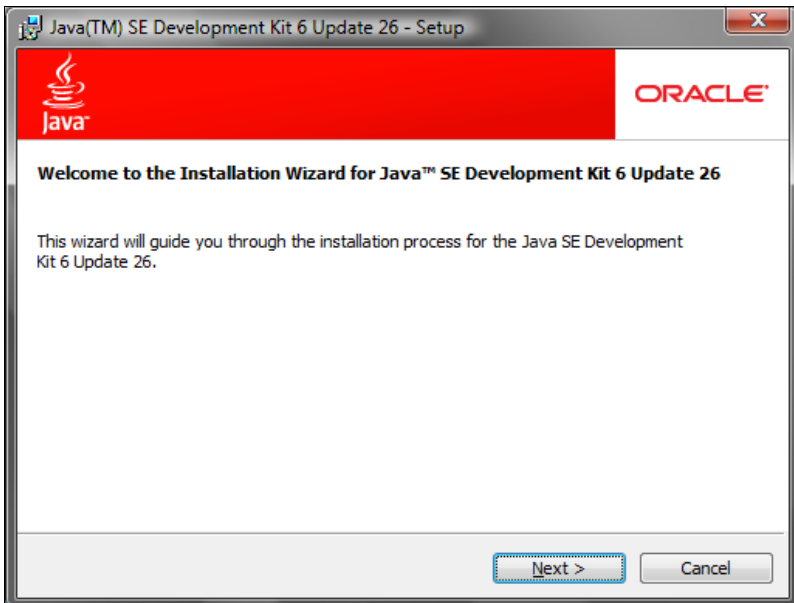 Java(TM) SE Development Kit 6 Update 26 - Setup
Java™
ORACLE®
Welcome to the Installation Wizard for Java™ SE Development Kit 6 Update 26
This wizard will guide you through the installation process for the Java SE Development
Kit 6 Update 26.
Next >
Cancel